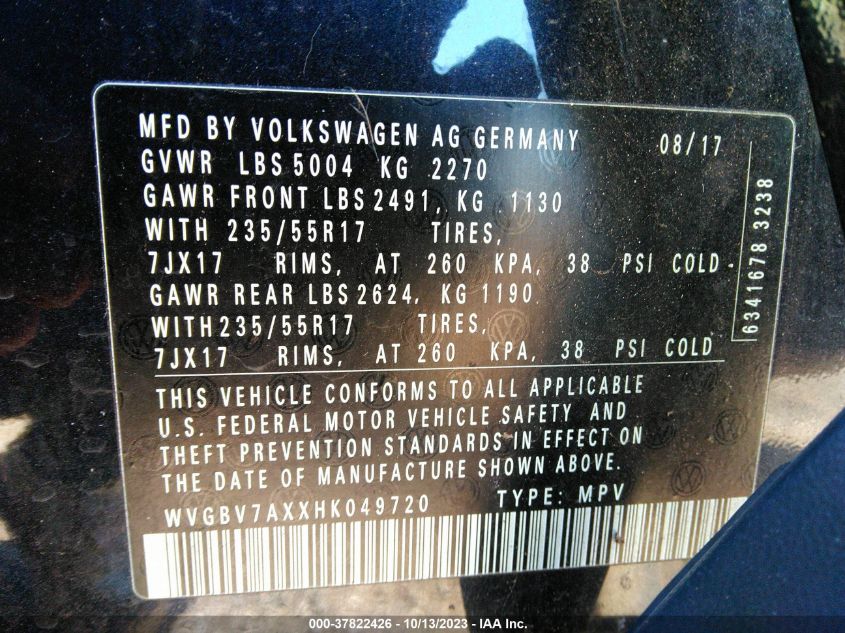 MFD BY VOLKSWAGEN AG GERMANY 08/17
GVWR LBS 5004 KG 2270
GAWR FRONT LBS 2491, KG 1130
WITH 235/55R17 TIRES,
7JX17 RIMS, AT 260 KPA, 38 PSI COLD
GAWR REAR LBS 2624, KG 1190
WITH 235/55R17 TIRES,
7JX17 RIMS, AT 260 KPA, 38 PSI COLD
6341678 3238
THIS VEHICLE CONFORMS TO ALL APPLICABLE
U.S. FEDERAL MOTOR VEHICLE SAFETY AND
THEFT PREVENTION STANDARDS IN EFFECT ON
THE DATE OF MANUFACTURE SHOWN ABOVE.
WVGBV7AXXHK049720 TYPE: MPV
000-37822426 - 10/13/2023 - IAA Inc.